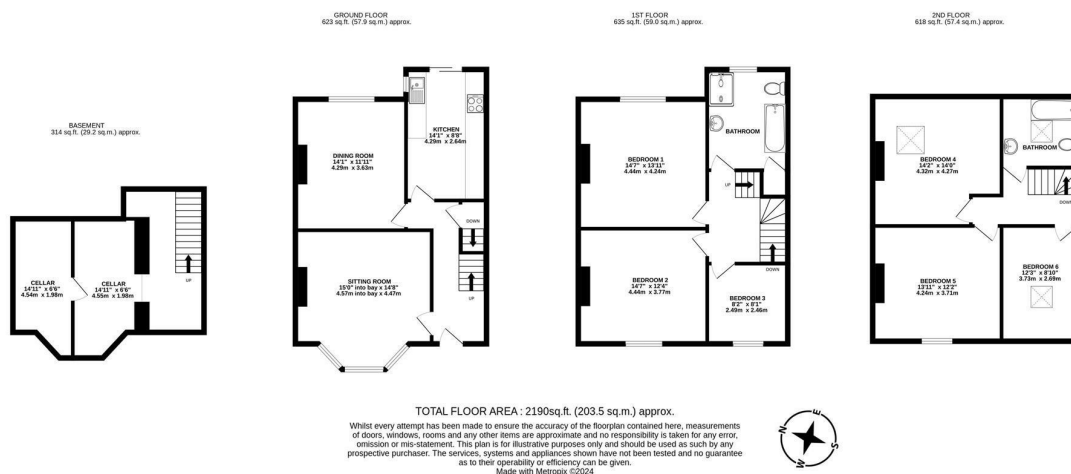 GROUND FLOOR
623 sq.ft. (57.9 sq.m.) approx.
1ST FLOOR
635 sq.ft. (59.0 sq.m.) approx.
2ND FLOOR
618 sq.ft. (57.4 sq.m.) approx.
BASEMENT
314 sq.ft. (29.2 sq.m.) approx.
CELLAR
14'11" x 6'6"
4.54m x 1.98m
CELLAR
14'11" x 6'6"
4.55m x 1.98m
UP
DINING ROOM
14'1" x 11'11"
4.29m x 3.63m
KITCHEN
14'1" x 8'8"
4.29m x 2.64m
DOWN
SITTING ROOM
15'0" into bay x 14'8"
4.57m into bay x 4.47m
UP
BEDROOM 1
14'7" x 13'11"
4.44m x 4.24m
BATHROOM
UP
DOWN
BEDROOM 2
14'7" x 12'4"
4.44m x 3.77m
BEDROOM 3
8'2" x 8'1"
2.49m x 2.46m
BEDROOM 4
14'2" x 14'0"
4.32m x 4.27m
BATHROOM
DOWN
BEDROOM 5
13'11" x 12'2"
4.24m x 3.71m
BEDROOM 6
12'3" x 8'10"
3.73m x 2.69m
TOTAL FLOOR AREA : 2190sq.ft. (203.5 sq.m.) approx.
Whilst every attempt has been made to ensure the accuracy of the floorplan contained here, measurements
of doors, windows, rooms and any other items are approximate and no responsibility is taken for any error,
omission or mis-statement. This plan is for illustrative purposes only and should be used as such by any
prospective purchaser. The services, systems and appliances shown have not been tested and no guarantee
as to their operability or efficiency can be given.
Made with Metropix ©2024
N
E
S
W